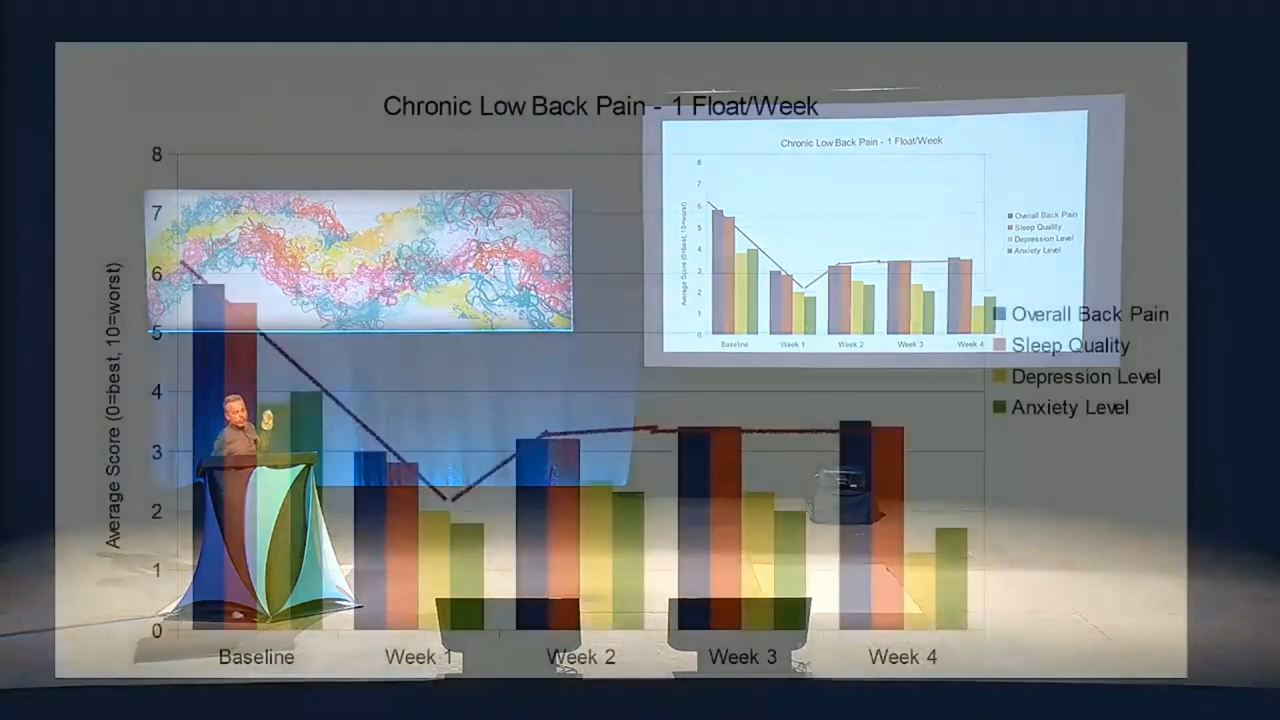 Chronic Low Back Pain - 1 Float/Week
8
7
6
5
4
3
2
1
0
Average Score (0=best, 10=worst)
Baseline
Week 1
Week 2
Week 3
Week 4
Overall Back Pain
Sleep Quality
Depression Level
Anxiety Level
Chronic Low Back Pain - 1 Float/Week
8
7
6
5
4
3
2
1
0
Average Score (0=best, 10=worst)
Baseline
Week 1
Week 2
Week 3
Week 4
Overall Back Pain
Sleep Quality
Depression Level
Anxiety Level